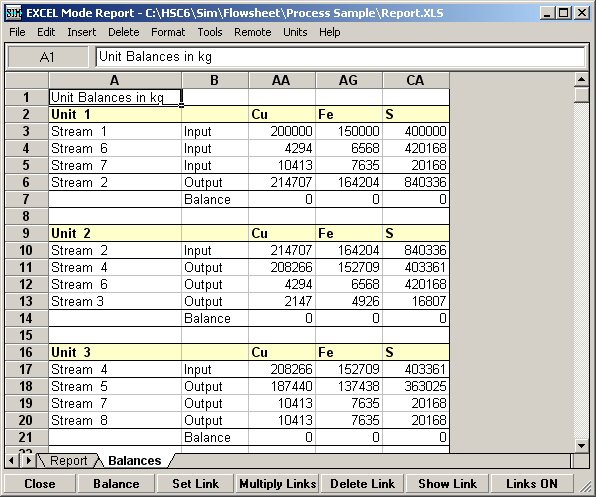 SIM EXCEL Mode Report - C:\HSC6\Sim\Flowsheet\Process Sample\Report.XLS
File Edit Insert Delete Format Tools Remote Units Help
A1 Unit Balances in kg
A B AA AG CA
1 Unit Balances in kg
2 Unit 1 Cu Fe S
3 Stream 1 Input 200000 150000 400000
4 Stream 6 Input 4294 6568 420168
5 Stream 7 Input 10413 7635 20168
6 Stream 2 Output 214707 164204 840336
7 Balance 0 0 0
8
9 Unit 2 Cu Fe S
10 Stream 2 Input 214707 164204 840336
11 Stream 4 Output 208266 152709 403361
12 Stream 6 Output 4294 6568 420168
13 Stream 3 Output 2147 4926 16807
14 Balance 0 0 0
15
16 Unit 3 Cu Fe S
17 Stream 4 Input 208266 152709 403361
18 Stream 5 Output 187440 137438 363025
19 Stream 7 Output 10413 7635 20168
20 Stream 8 Output 10413 7635 20168
21 Balance 0 0 0
22
Report Balances
Close Balance Set Link Multiply Links Delete Link Show Link Links ON